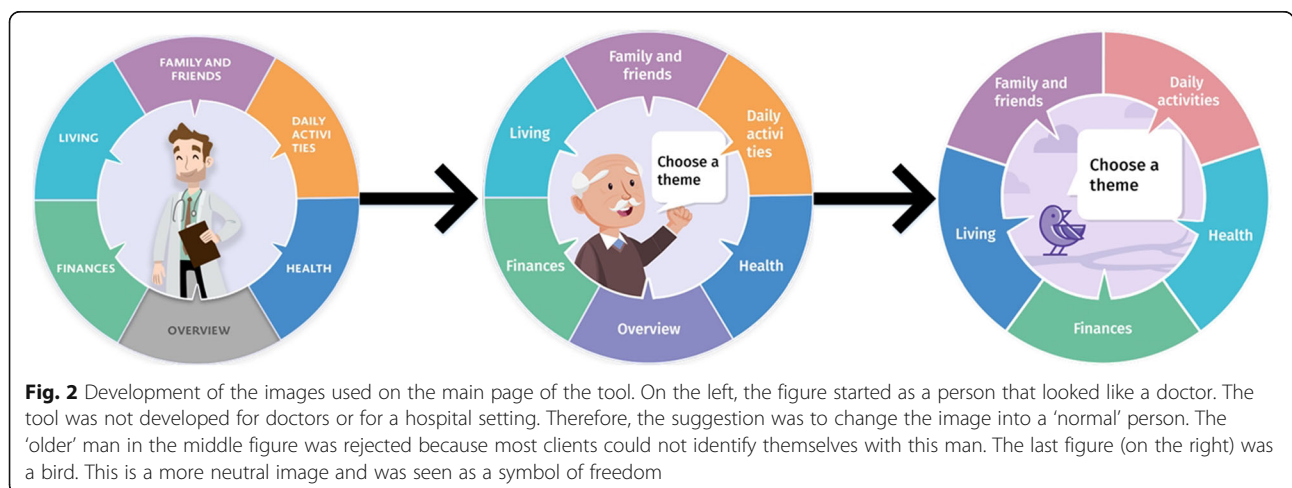 FAMILY AND
FRIENDS
LIVING
DAILY
ACTIVI
TIES
FINANCES
HEALTH
OVERVIEW
Family and
friends
Living
Daily
activi
ties
Choose a
theme
Finances
Health
Overview
Family and
friends
Daily
activities
Choose a
theme
Living
Health
Finances
Fig. 2 Development of the images used on the main page of the tool. On the left, the figure started as a person that looked like a doctor. The
tool was not developed for doctors or for a hospital setting. Therefore, the suggestion was to change the image into a ‘normal’ person. The
‘older’ man in the middle figure was rejected because most clients could not identify themselves with this man. The last figure (on the right) was
a bird. This is a more neutral image and was seen as a symbol of freedom